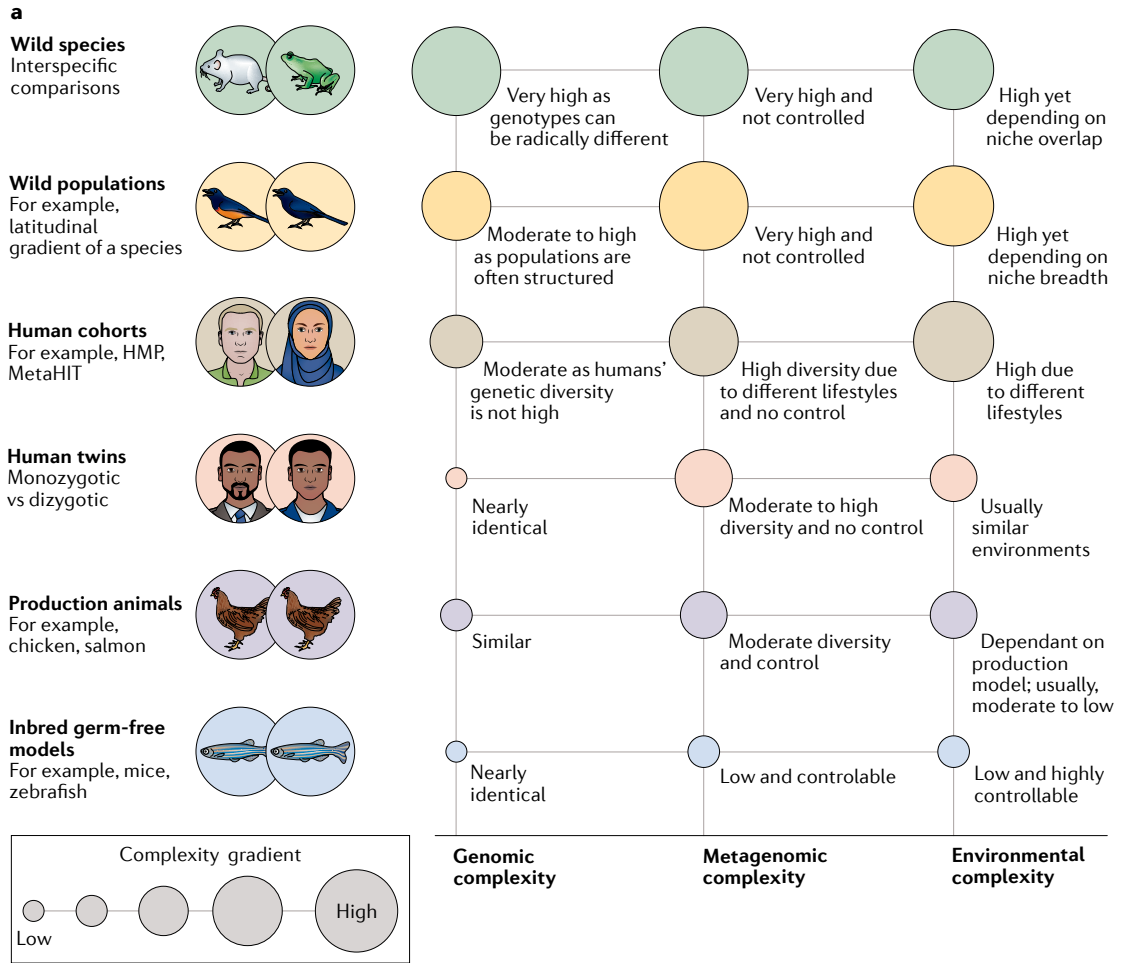 a
Wild species
Interspecific
comparisons
Very high as
genotypes can
be radically different
Very high and
not controlled
High yet
depending on
niche overlap
Wild populations
For example,
latitudinal
gradient of a species
Moderate to high
as populations are
often structured
Very high and
not controlled
High yet
depending on
niche breadth
Human cohorts
For example, HMP,
MetaHIT
Moderate as humans'
genetic diversity
is not high
High diversity due
to different lifestyles
and no control
High due
to different
lifestyles
Human twins
Monozygotic
vs dizygotic
Nearly
identical
Moderate to high
diversity and no control
Usually
similar
environments
Production animals
For example,
chicken, salmon
Similar
Moderate diversity
and control
Dependant on
production
model; usually,
moderate to low
Inbred germ-free
models
For example, mice,
zebrafish
Nearly
identical
Low and controlable
Low and highly
controllable
Genomic
complexity
Metagenomic
complexity
Environmental
complexity
Complexity gradient
Low
High